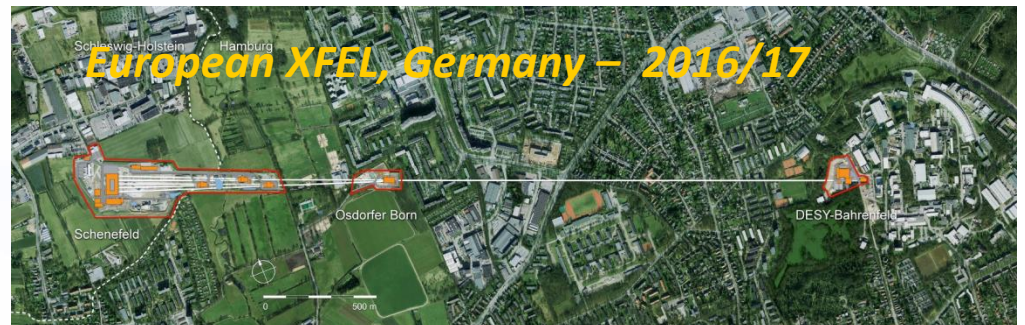 Schleswig-Holstein Hamburg
European XFEL, Germany – 2016/17
Osdorfer Born
DESY-Bahrenfeld
Schenefeld
0 500 m